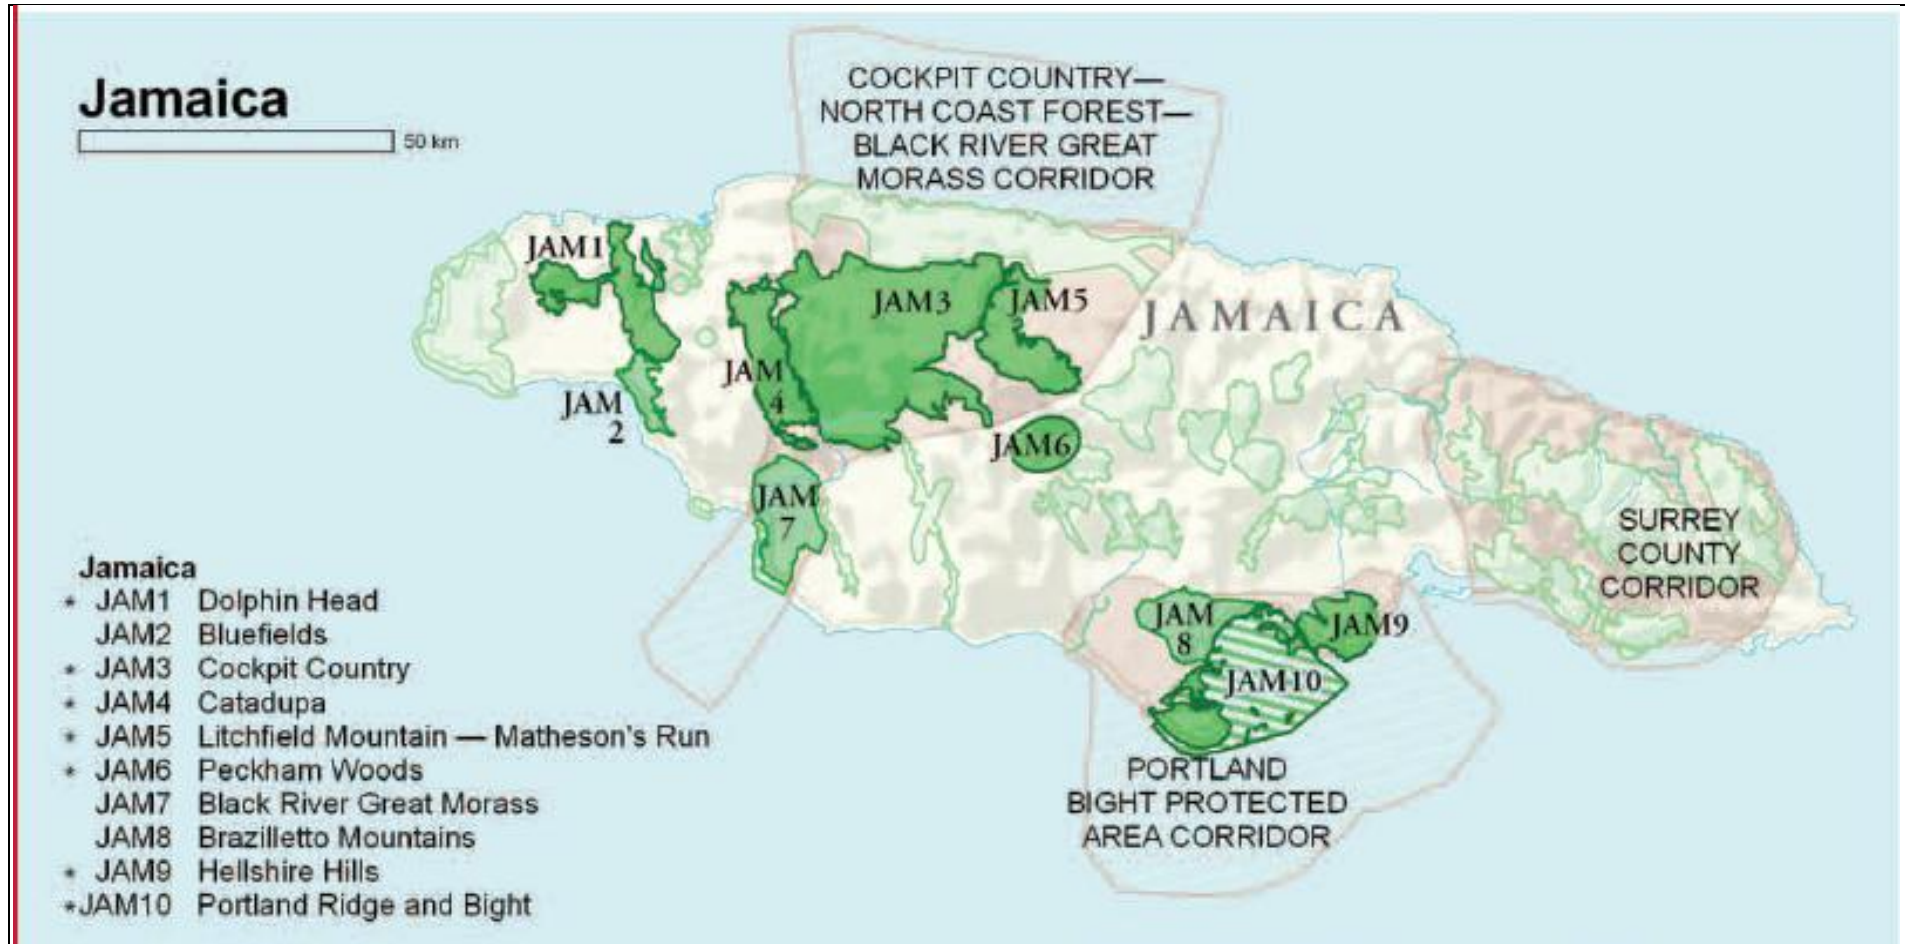 Jamaica
50 km
COCKPIT COUNTRY—
NORTH COAST FOREST—
BLACK RIVER GREAT
MORASS CORRIDOR
JAM1
JAM3
JAM5
JAMAICA
JAM
4
JAM
2
JAM6
JAM
7
SURREY
COUNTY
CORRIDOR
JAM
8
JAM9
JAM10
PORTLAND
BIGHT PROTECTED
AREA CORRIDOR
Jamaica
* JAM1 Dolphin Head
JAM2 Bluefields
* JAM3 Cockpit Country
* JAM4 Catadupa
* JAM5 Litchfield Mountain — Matheson's Run
* JAM6 Peckham Woods
JAM7 Black River Great Morass
JAM8 Brazilletto Mountains
* JAM9 Hellshire Hills
*JAM10 Portland Ridge and Bight